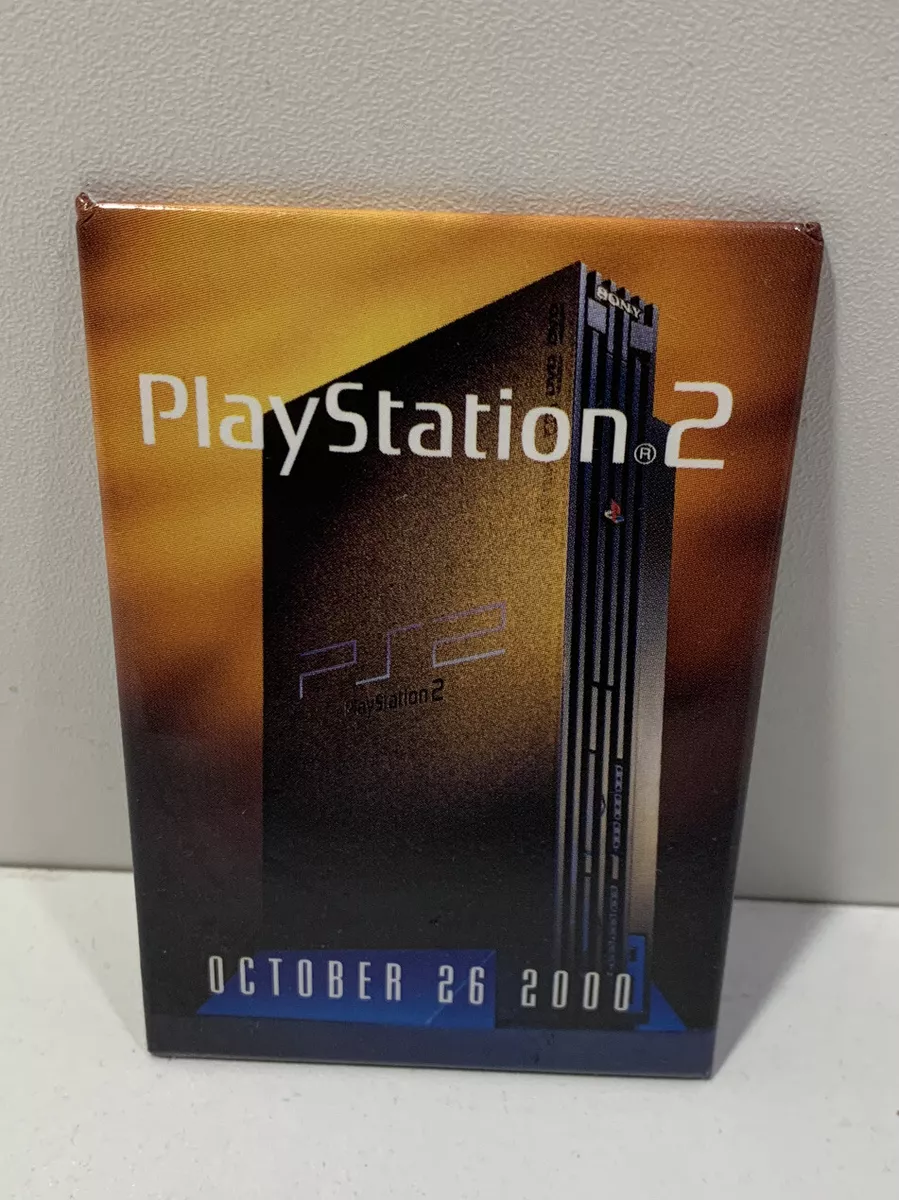 SONY
PlayStation®2
PS2
PlayStation 2
OCTOBER 26 2000